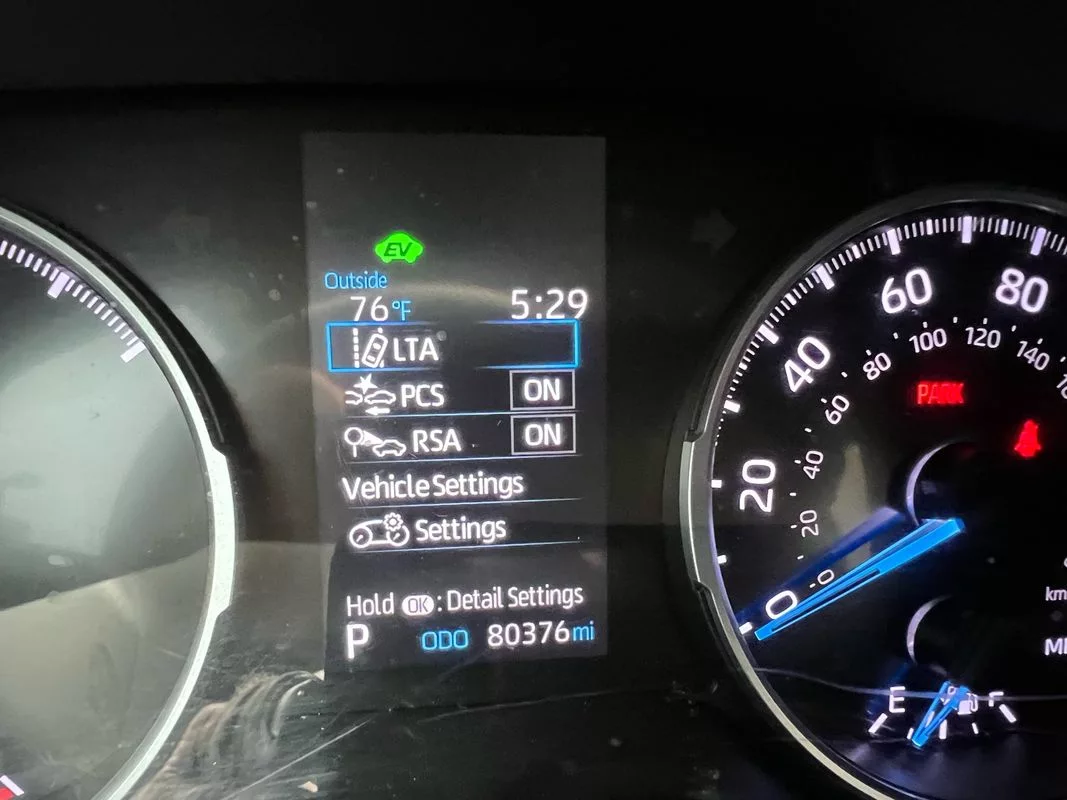 EV
Outside
76°F 5:29
LTA
PCS ON
RSA ON
Vehicle Settings
Settings
Hold OK : Detail Settings
P ODO 80376 mi
0 20 40 60 80
0 20 40 60 80 100 120 140
PARK
E F